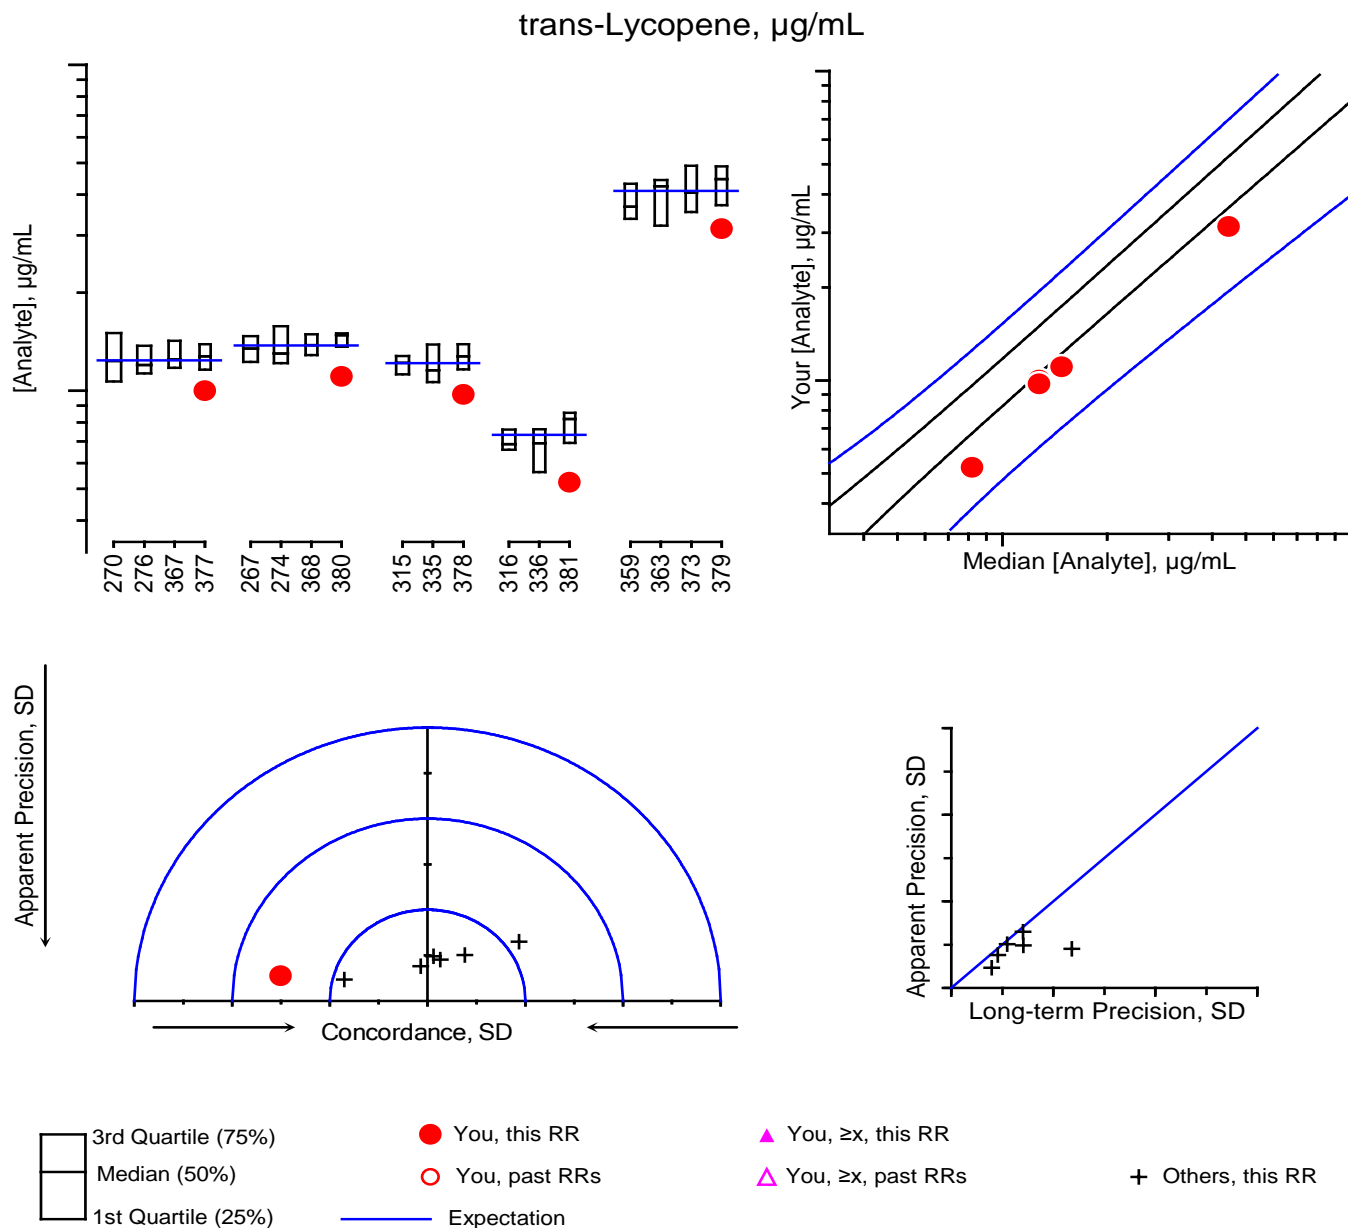 trans-Lycopene, µg/mL
[Analyte], µg/mL
270 276 367 377 267 274 368 380 315 335 378 316 336 381 359 363 373 379
Your [Analyte], µg/mL
Median [Analyte], µg/mL
Apparent Precision, SD
Concordance, SD
Apparent Precision, SD
Long-term Precision, SD
3rd Quartile (75%)
Median (50%)
1st Quartile (25%)
You, this RR
You, past RRs
Expectation
You, ≥x, this RR
You, ≥x, past RRs
Others, this RR